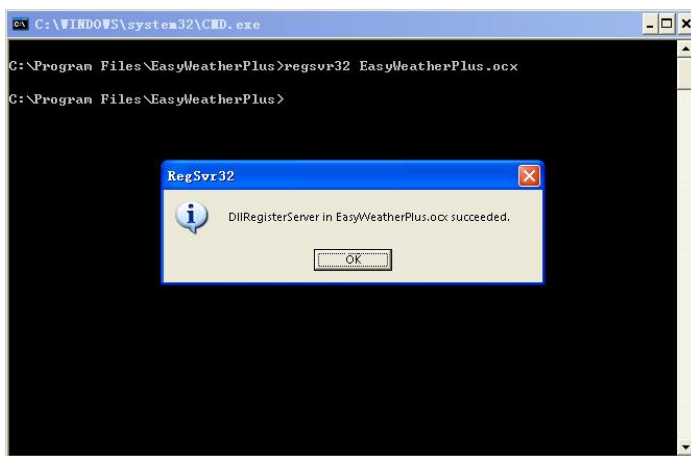 C:\WINDOWS\system32\CMD.exe
C:\Program Files\EasyWeatherPlus>regsvr32 EasyWeatherPlus.ocx
C:\Program Files\EasyWeatherPlus>
RegSvr32
DllRegisterServer in EasyWeatherPlus.ocx succeeded.
OK